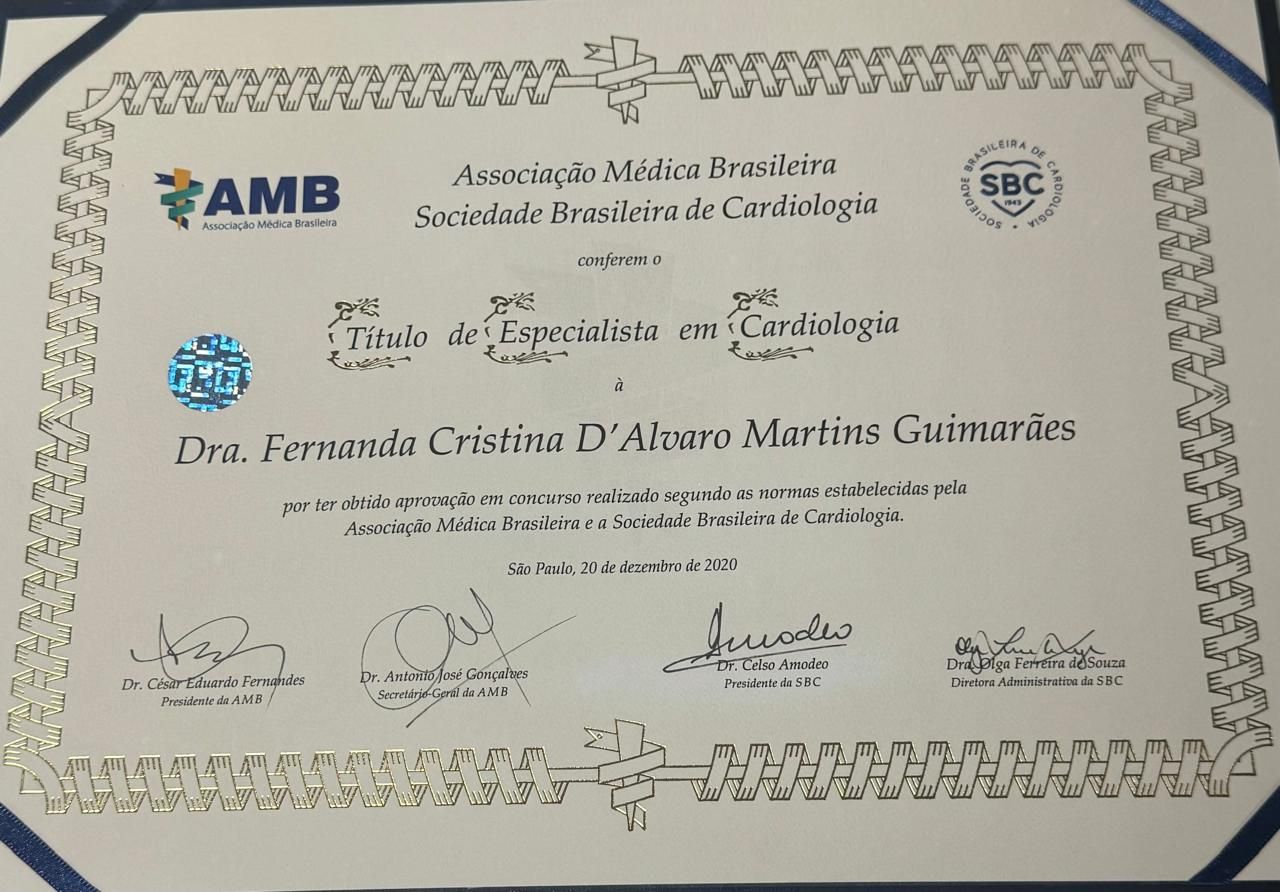 AMB
Associação Médica Brasileira
Associação Médica Brasileira
Sociedade Brasileira de Cardiologia
SOCIEDADE BRASILEIRA DE CARDIOLOGIA
SBC
1943
conferem o
Título de Especialista em Cardiologia
à
Dra. Fernanda Cristina D'Alvaro Martins Guimarães
por ter obtido aprovação em concurso realizado segundo as normas estabelecidas pela
Associação Médica Brasileira e a Sociedade Brasileira de Cardiologia.
São Paulo, 20 de dezembro de 2020
Amodeo
Dr. César Eduardo Fernandes
Presidente da AMB
Dr. Antonio José Gonçalves
Secretário-Geral da AMB
Dr. Celso Amodeo
Presidente da SBC
Dra Olga Ferreira de Souza
Diretora Administrativa da SBC